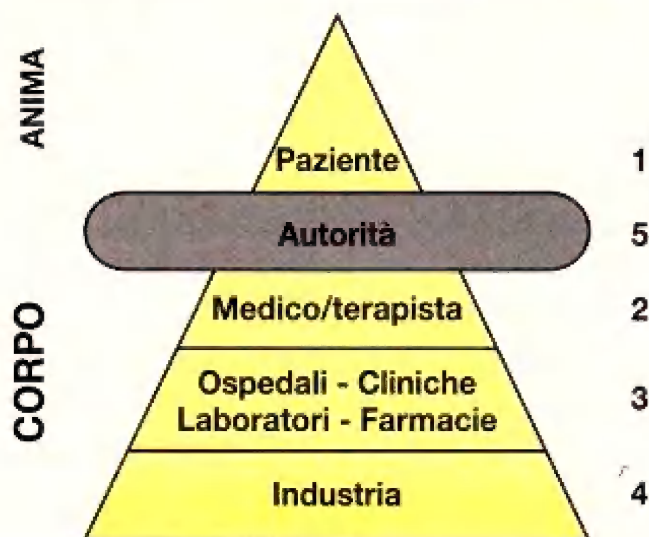 ANIMA
Paziente 1
Autorità 5
CORPO
Medico/terapista 2
Ospedali - Cliniche
Laboratori - Farmacie 3
Industria 4